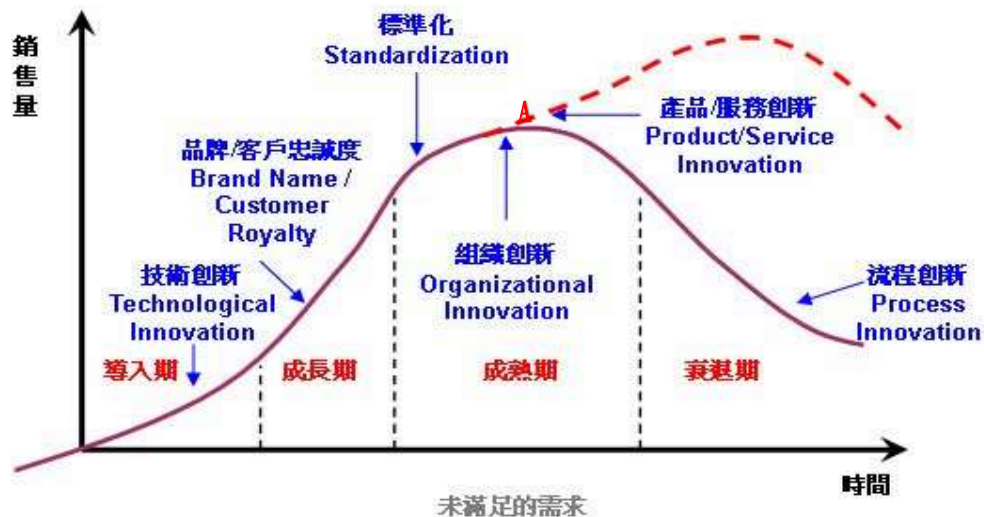 銷
售
量
標準化
Standardization
A
產品/服務創新
Product/Service
Innovation
品牌/客戶忠誠度
Brand Name /
Customer
Royalty
組織創新
Organizational
Innovation
技術創新
Technological
Innovation
流程創新
Process
Innovation
導入期
成長期
成熟期
衰退期
時間
未滿足的需求